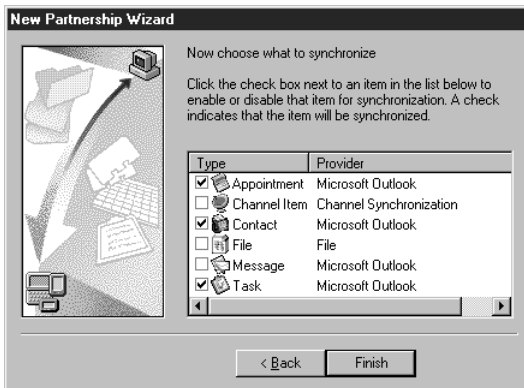 New Partnership Wizard
Now choose what to synchronize
Click the check box next to an item in the list below to
enable or disable that item for synchronization. A check
indicates that the item will be synchronized.
Type Provider
Appointment Microsoft Outlook
Channel Item Channel Synchronization
Contact Microsoft Outlook
File File
Message Microsoft Outlook
Task Microsoft Outlook
< Back Finish